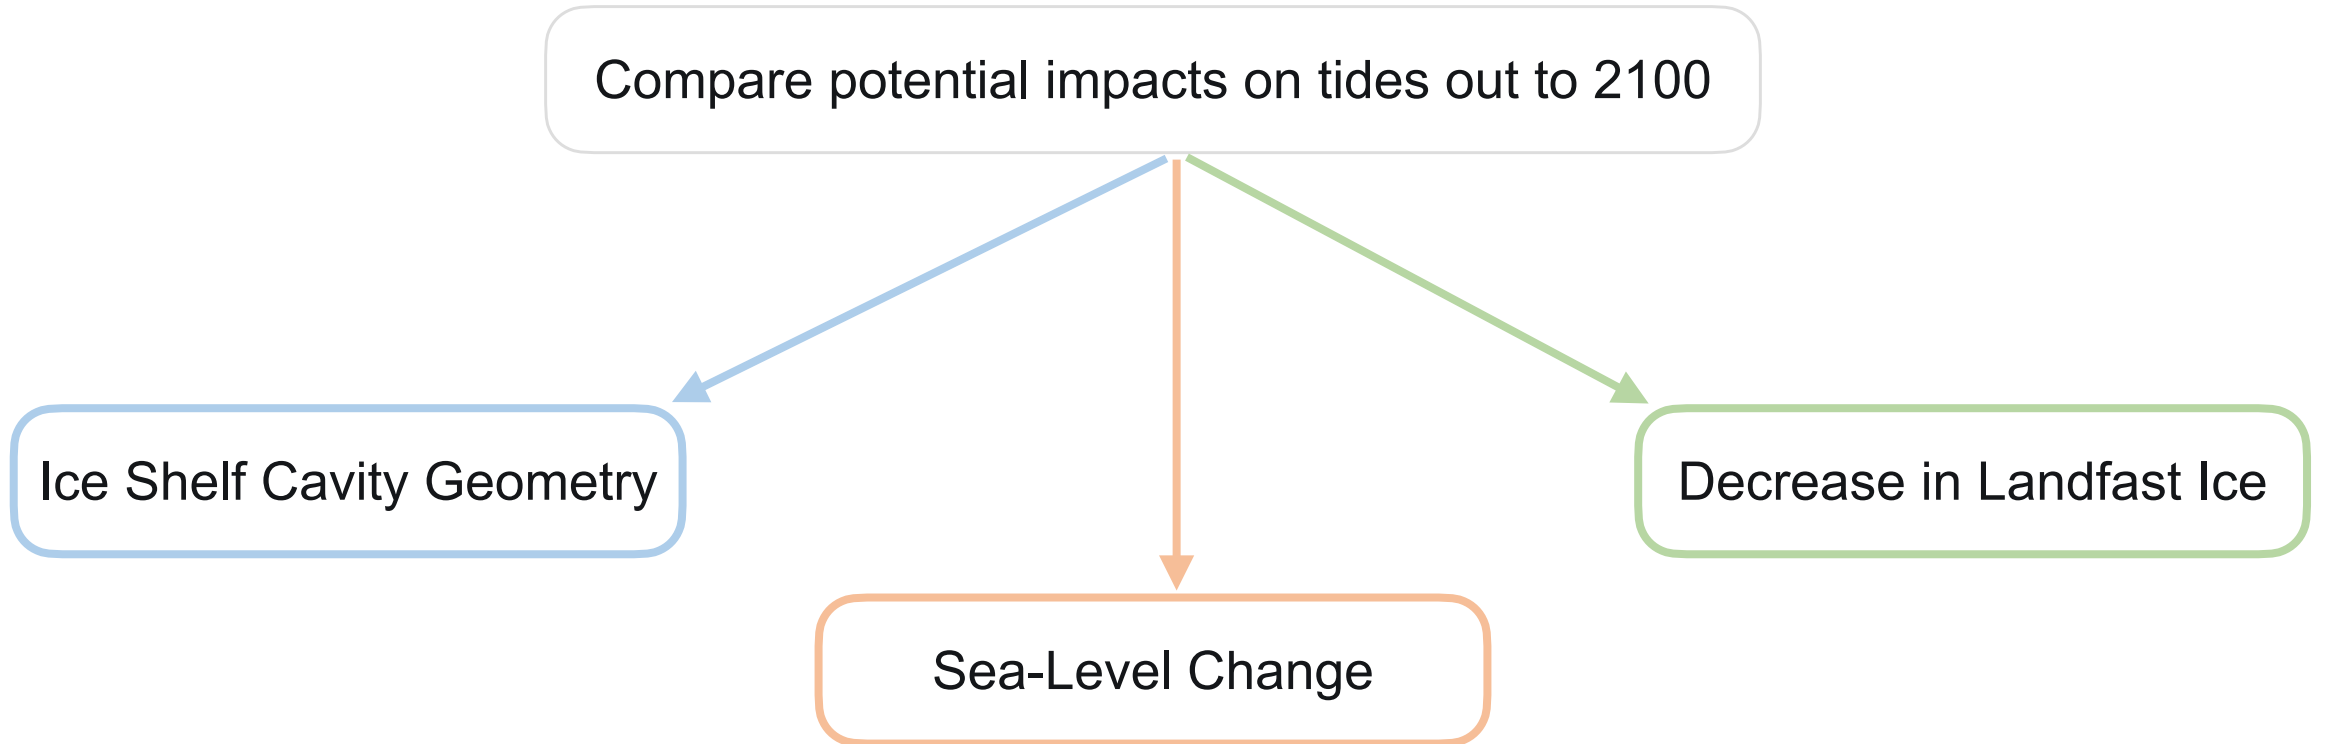 Compare potential impacts on tides out to 2100
Ice Shelf Cavity Geometry
Decrease in Landfast Ice
Sea-Level Change